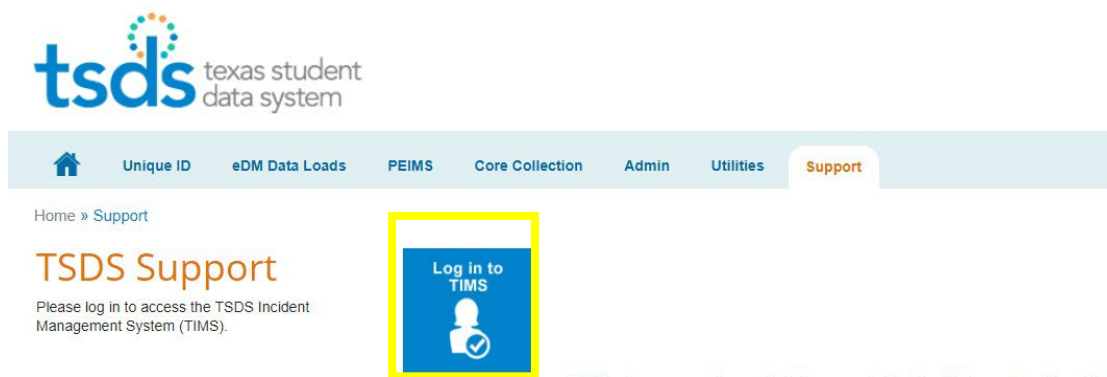 tsds texas student
data system
Unique ID eDM Data Loads PEIMS Core Collection Admin Utilities Support
Home » Support
TSDS Support
Please log in to access the TSDS Incident
Management System (TIMS).
Log in to
TIMS